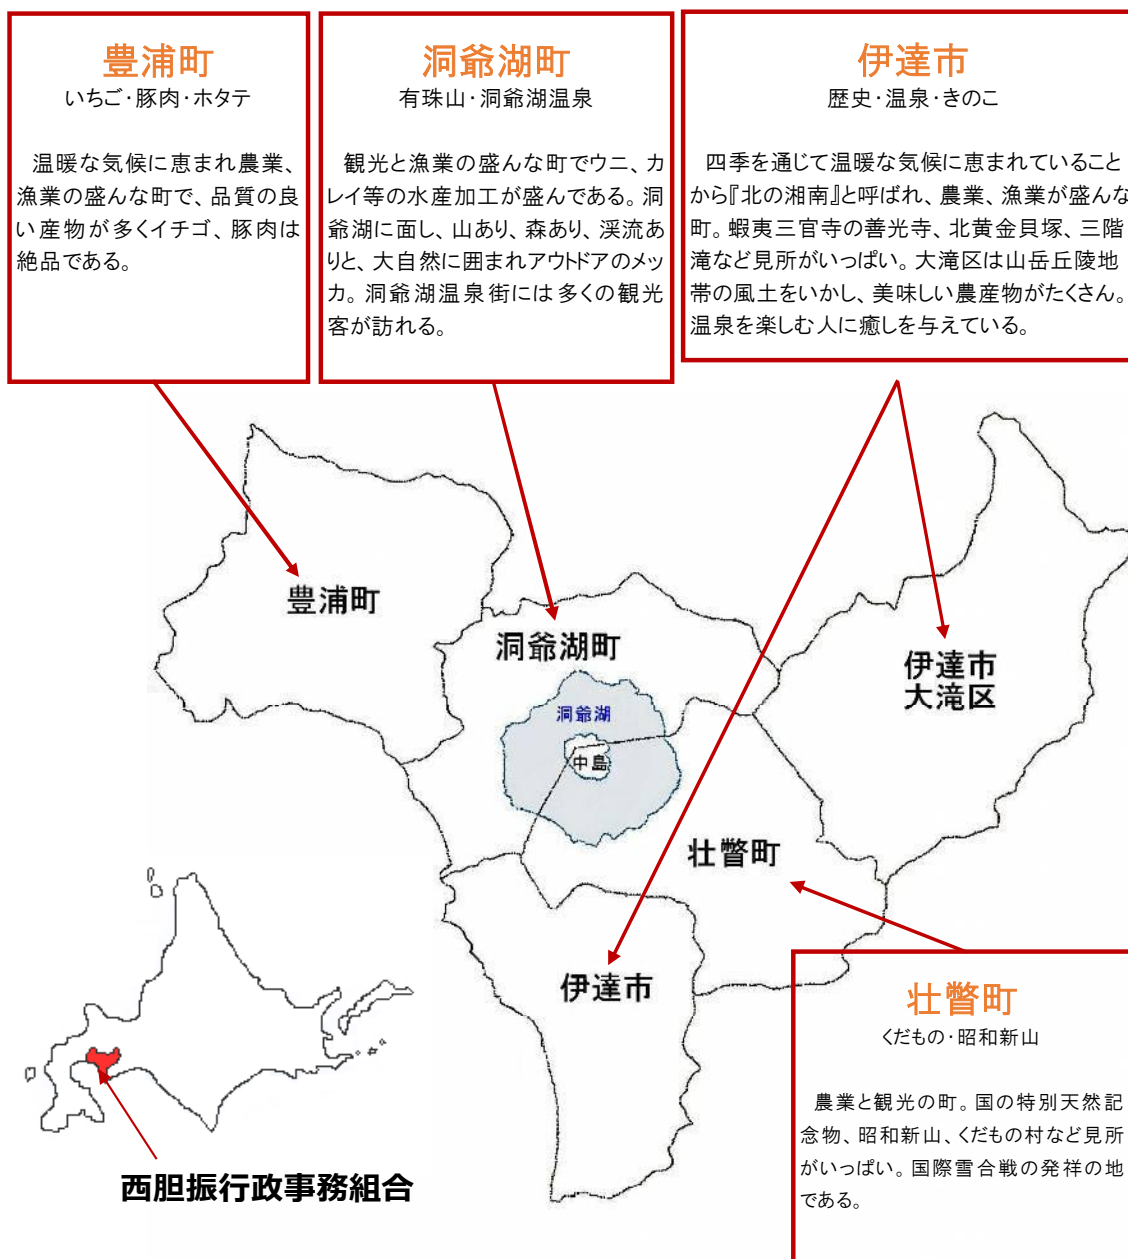 豊浦町
いちご・豚肉・ホタテ
温暖な気候に恵まれ農業、
漁業の盛んな町で、品質の良
い産物が多くイチゴ、豚肉は
絶品である。
洞爺湖町
有珠山・洞爺湖温泉
観光と漁業の盛んな町でウニ、カ
レイ等の水産加工が盛んである。洞
爺湖に面し、山あり、森あり、渓流あ
りと、大自然に囲まれアウトドアのメッ
カ。洞爺湖温泉街には多くの観光
客が訪れる。
伊達市
歴史・温泉・きのこ
四季を通じて温暖な気候に恵まれていること
から『北の湘南』と呼ばれ、農業、漁業が盛んな
町。蝦夷三官寺の善光寺、北黄金貝塚、三階
滝など見所がいっぱい。大滝区は山岳丘陵地
帯の風土をいかし、美味しい農産物がたくさん。
温泉を楽しむ人に癒しを与えている。
豊浦町
洞爺湖町
伊達市
大滝区
洞爺湖
中島
壮瞥町
伊達市
壮瞥町
くだもの・昭和新山
農業と観光の町。国の特別天然記
念物、昭和新山、くだもの村など見所
がいっぱい。国際雪合戦の発祥の地
である。
西胆振行政事務組合